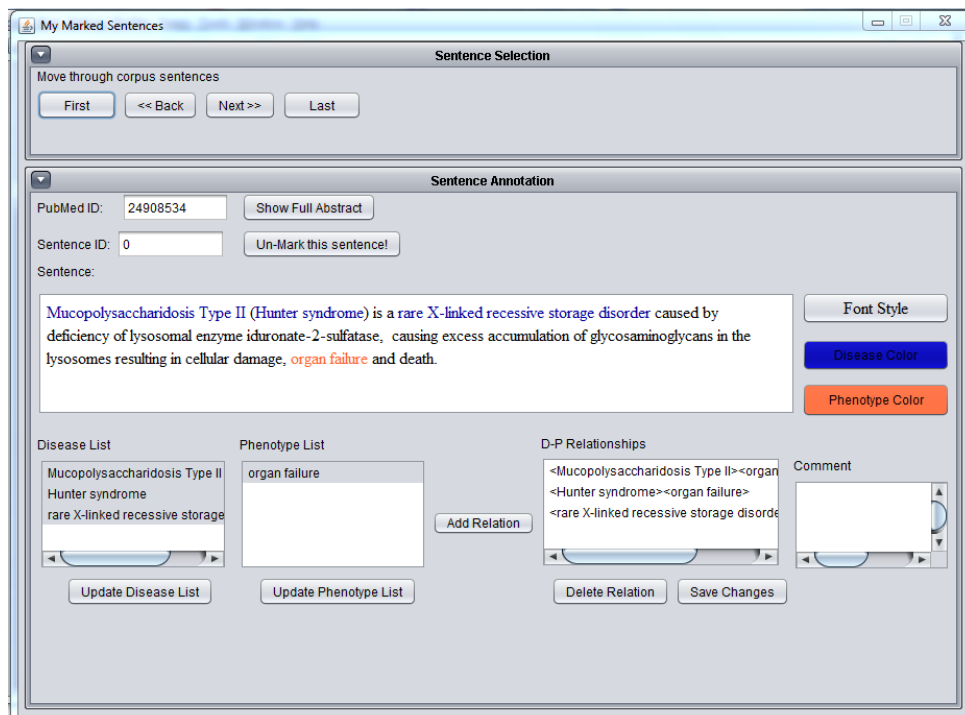 My Marked Sentences
Sentence Selection
Move through corpus sentences
First
<< Back
Next >>
Last
Sentence Annotation
PubMed ID:
24908534
Show Full Abstract
Sentence ID:
0
Un-Mark this sentence!
Sentence:
Mucopolysaccharidosis Type II (Hunter syndrome) is a rare X-linked recessive storage disorder caused by
deficiency of lysosomal enzyme iduronate-2-sulfatase, causing excess accumulation of glycosaminoglycans in the
lysosomes resulting in cellular damage, organ failure and death.
Font Style
Disease Color
Phenotype Color
Disease List
Mucopolysaccharidosis Type II
Hunter syndrome
rare X-linked recessive storage
Update Disease List
Phenotype List
organ failure
Update Phenotype List
Add Relation
D-P Relationships
<Mucopolysaccharidosis Type II><organ
<Hunter syndrome><organ failure>
<rare X-linked recessive storage disorde
Delete Relation
Save Changes
Comment